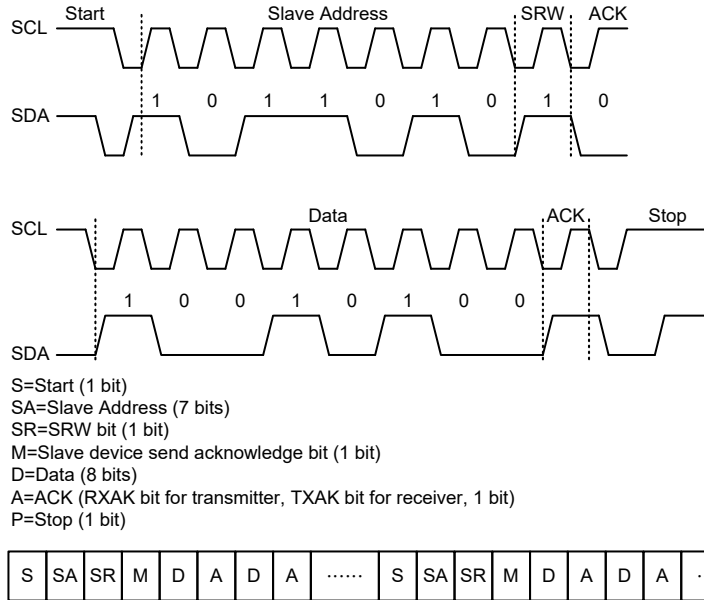 Start Slave Address SRW ACK
SCL
1 0 1 1 0 1 0 1 0
SDA
Data ACK Stop
SCL
1 0 0 1 0 1 0 0
SDA
S=Start (1 bit)
SA=Slave Address (7 bits)
SR=SRW bit (1 bit)
M=Slave device send acknowledge bit (1 bit)
D=Data (8 bits)
A=ACK (RXAK bit for transmitter, TXAK bit for receiver, 1 bit)
P=Stop (1 bit)
S SA SR M D A D A ······ S SA SR M D A D A ·